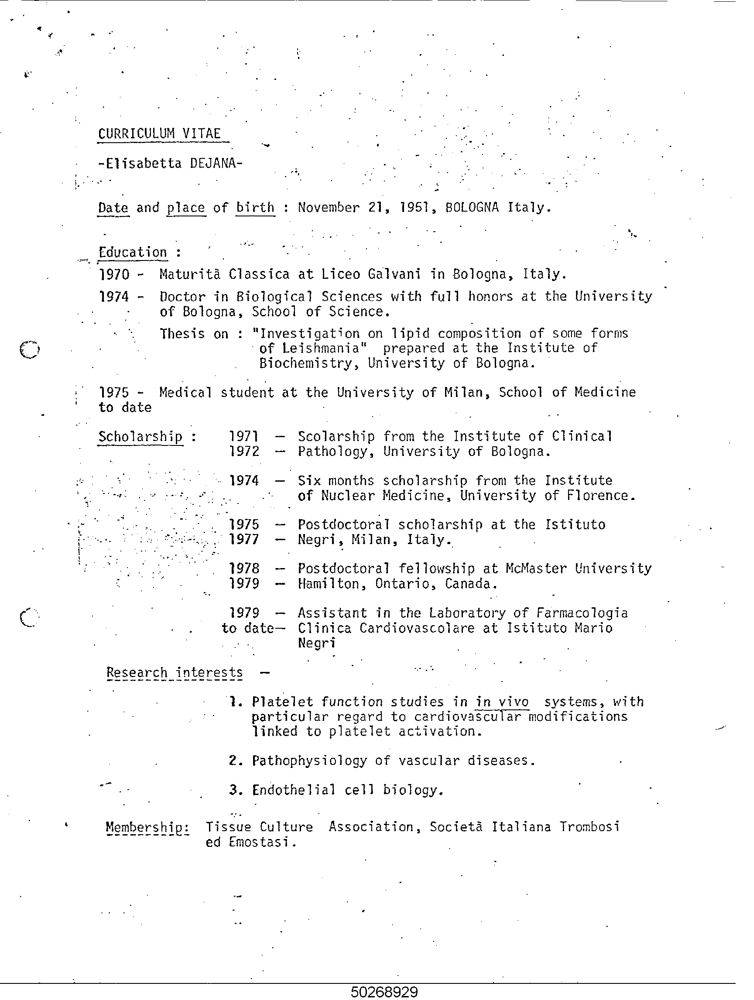 CURRICULUM VITAE
-Elisabetta DEJANA-
Date and place of birth : November 21, 1951, BOLOGNA Italy.
Education :
1970 - Maturità Classica at Liceo Galvani in Bologna, Italy.
1974 - Doctor in Biological Sciences with full honors at the University
of Bologna, School of Science.
Thesis on : "Investigation on lipid composition of some forms
of Leishmania" prepared at the Institute of
Biochemistry, University of Bologna.
1975 - Medical student at the University of Milan, School of Medicine
to date
Scholarship : 1971 — Scolarship from the Institute of Clinical
1972 — Pathology, University of Bologna.
1974 — Six months scholarship from the Institute
of Nuclear Medicine, University of Florence.
1975 — Postdoctoral scholarship at the Istituto
1977 — Negri, Milan, Italy.
1978 — Postdoctoral fellowship at McMaster University
1979 — Hamilton, Ontario, Canada.
1979 — Assistant in the Laboratory of Farmacologia
to date— Clinica Cardiovascolare at Istituto Mario
Negri
Research interests —
1. Platelet function studies in in vivo systems, with
particular regard to cardiovascular modifications
linked to platelet activation.
2. Pathophysiology of vascular diseases.
3. Endothelial cell biology.
Membership: Tissue Culture Association, Società Italiana Trombosi
ed Emostasi.
50268929